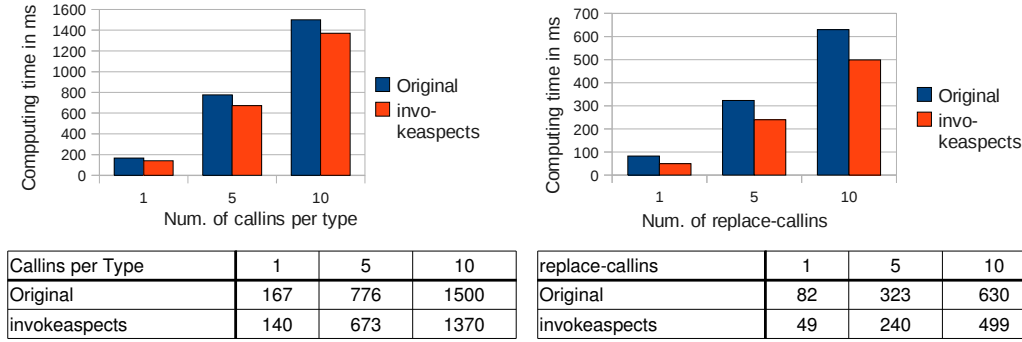 Compputing time in ms
1600
1400
1200
1000
800
600
400
200
0
1 5 10
Num. of callins per type
Original
invo-
keaspects
Computing time in ms
700
600
500
400
300
200
100
0
1 5 10
Num. of replace-callins
Original
invo-
keaspects
Callins per Type 1 5 10
Original 167 776 1500
invokeaspects 140 673 1370
replace-callins 1 5 10
Original 82 323 630
invokeaspects 49 240 499